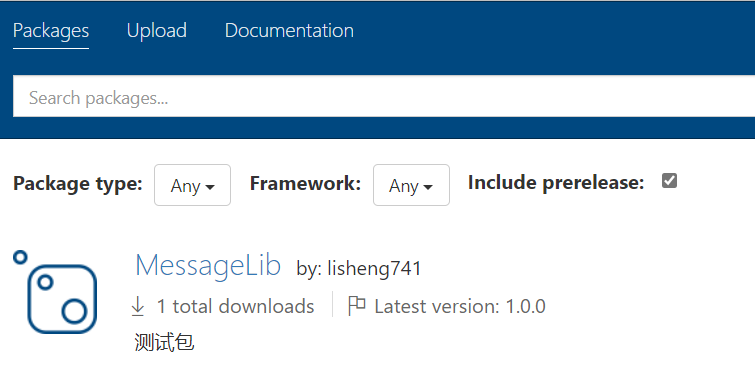 Packages Upload Documentation
Search packages...
Package type: Any Framework: Any Include prerelease:
MessageLib by: lisheng741
1 total downloads Latest version: 1.0.0
测试包